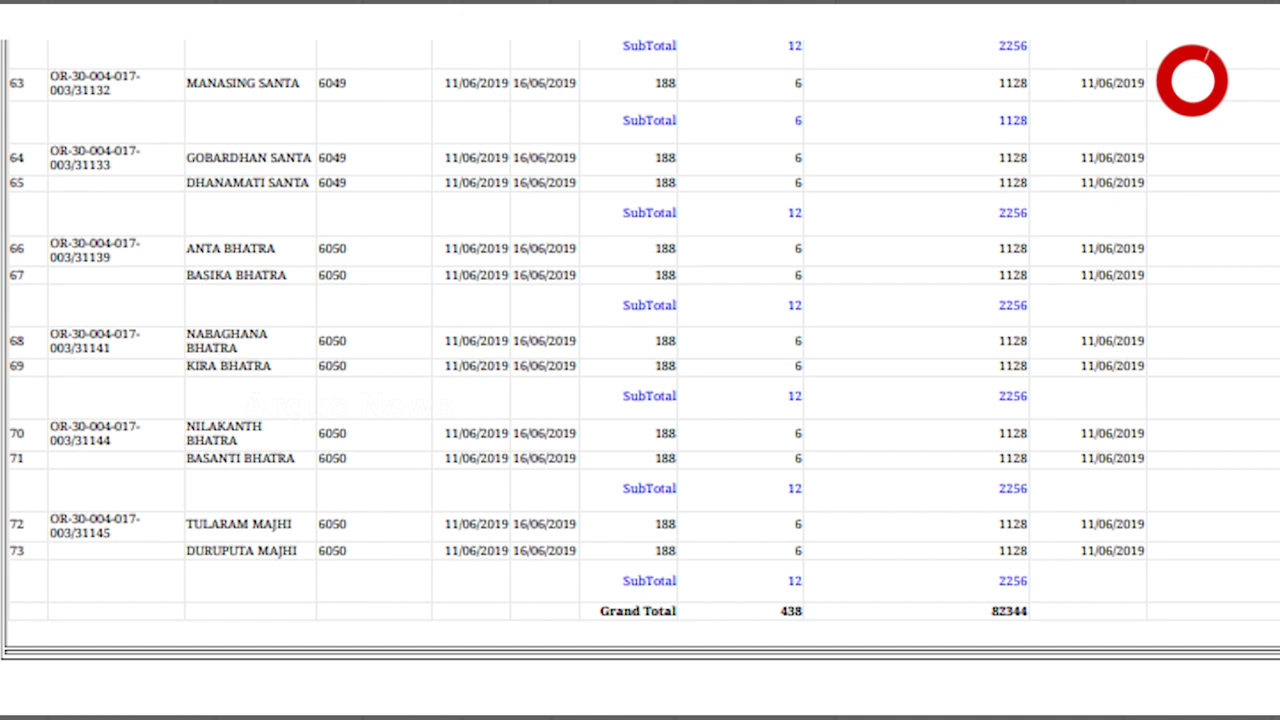 SubTotal 12 2256
63 OR-30-004-017-003/31132 MANASING SANTA 6049 11/06/2019 16/06/2019 188 6 1128 11/06/2019
SubTotal 6 1128
64 OR-30-004-017-003/31133 GOBARDHAN SANTA 6049 11/06/2019 16/06/2019 188 6 1128 11/06/2019
65 DHANAMATI SANTA 6049 11/06/2019 16/06/2019 188 6 1128 11/06/2019
SubTotal 12 2256
66 OR-30-004-017-003/31139 ANTA BHATRA 6050 11/06/2019 16/06/2019 188 6 1128 11/06/2019
67 BASIKA BHATRA 6050 11/06/2019 16/06/2019 188 6 1128 11/06/2019
SubTotal 12 2256
68 OR-30-004-017-003/31141 NABAGHANA BHATRA 6050 11/06/2019 16/06/2019 188 6 1128 11/06/2019
69 KIRA BHATRA 6050 11/06/2019 16/06/2019 188 6 1128 11/06/2019
SubTotal 12 2256
Argus News
70 OR-30-004-017-003/31144 NILAKANTH BHATRA 6050 11/06/2019 16/06/2019 188 6 1128 11/06/2019
71 BASANTI BHATRA 6050 11/06/2019 16/06/2019 188 6 1128 11/06/2019
SubTotal 12 2256
72 OR-30-004-017-003/31145 TULARAM MAJHI 6050 11/06/2019 16/06/2019 188 6 1128 11/06/2019
73 DURUPUTA MAJHI 6050 11/06/2019 16/06/2019 188 6 1128 11/06/2019
SubTotal 12 2256
Grand Total 438 82344